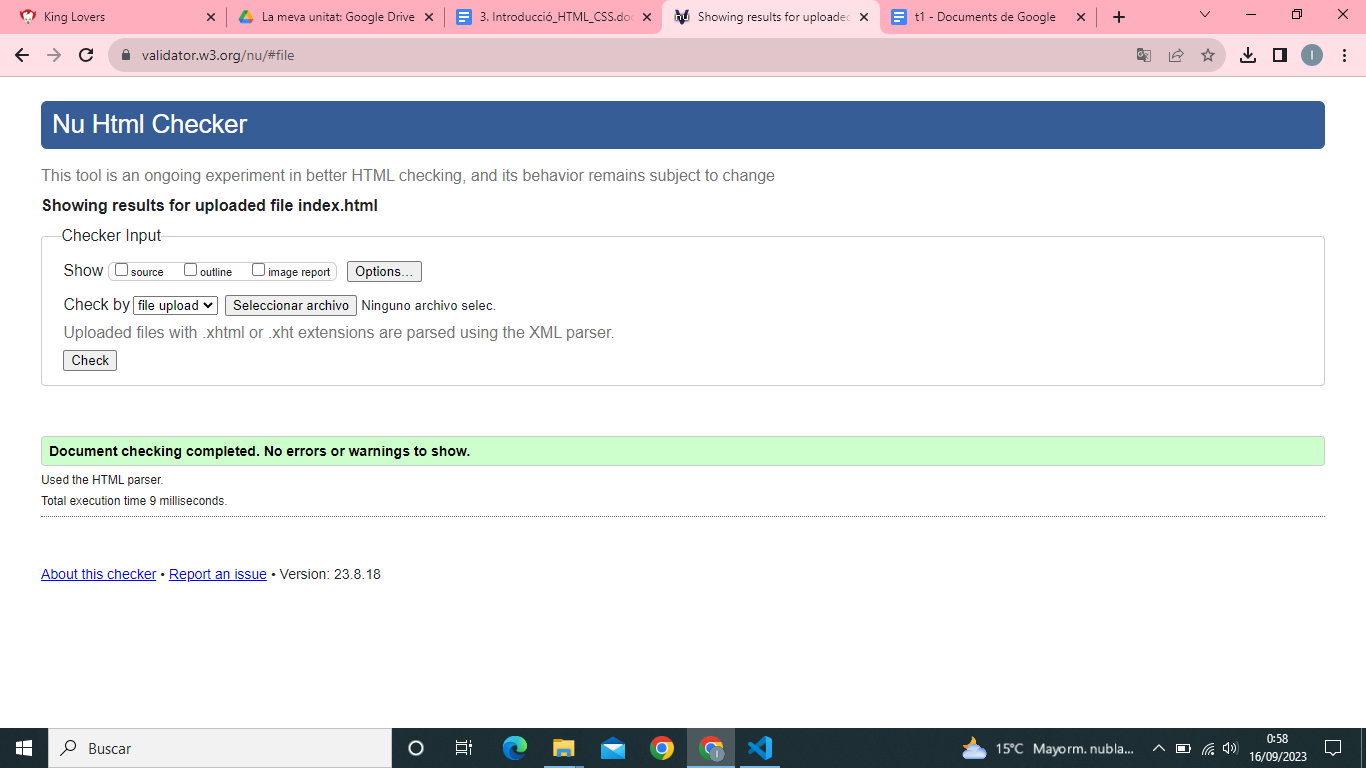 King Lovers
La meva unitat: Google Drive
3. Introducció_HTML_CSS.doc
Showing results for uploaded
t1 - Documents de Google
validator.w3.org/nu/#file
I
Nu Html Checker
This tool is an ongoing experiment in better HTML checking, and its behavior remains subject to change
Showing results for uploaded file index.html
Checker Input
Show source outline image report Options...
Check by file upload Seleccionar archivo Ninguno archivo selec.
Uploaded files with .xhtml or .xht extensions are parsed using the XML parser.
Check
Document checking completed. No errors or warnings to show.
Used the HTML parser.
Total execution time 9 milliseconds.
About this checker • Report an issue • Version: 23.8.18
Buscar
15°C Mayorm. nubla...
0:58
16/09/2023